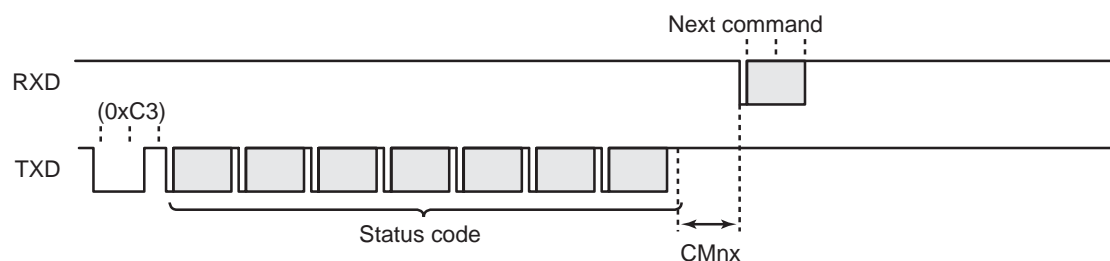 Next command
RXD
(0xC3)
TXD
Status code
CMnx